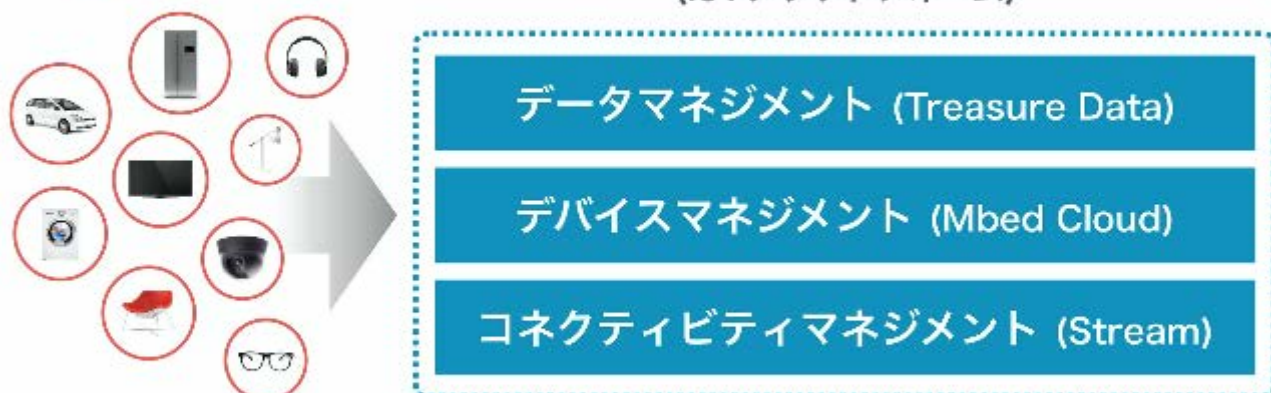 データマネジメント (Treasure Data)
デバイスマネジメント (Mbed Cloud)
コネクティビティマネジメント (Stream)